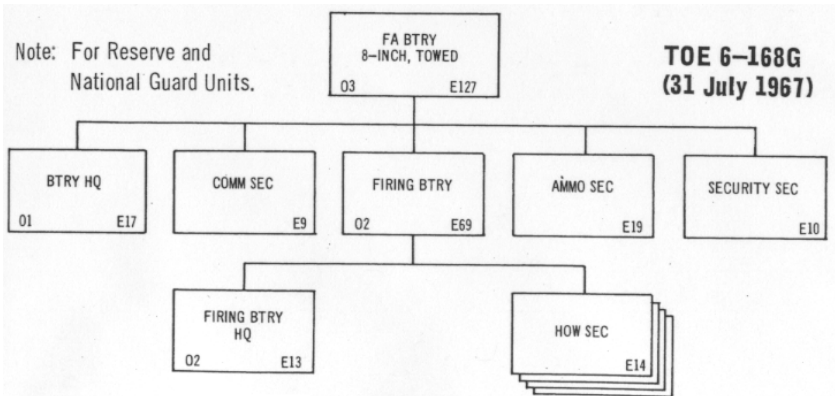 Note: For Reserve and
National Guard Units.
FA BTRY
8-INCH, TOWED
O3 E127
TOE 6-168G
(31 July 1967)
BTRY HQ
O1 E17
COMM SEC
E9
FIRING BTRY
O2 E69
AMMO SEC
E19
SECURITY SEC
E10
FIRING BTRY
HQ
O2 E13
HOW SEC
E14